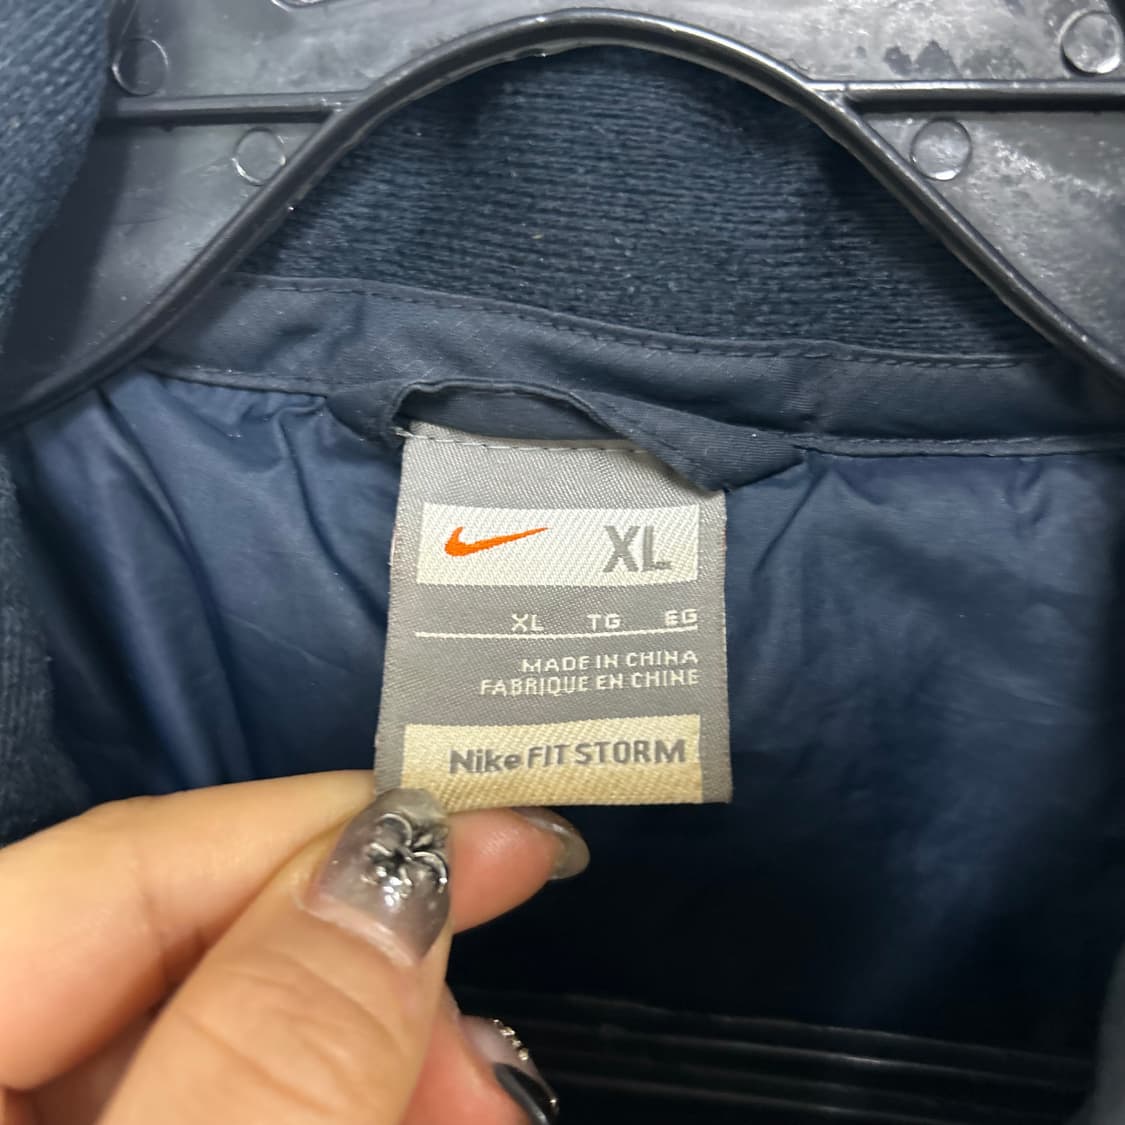 XL
XL TG EG
MADE IN CHINA
FABRIQUE EN CHINE
Nike FIT STORM